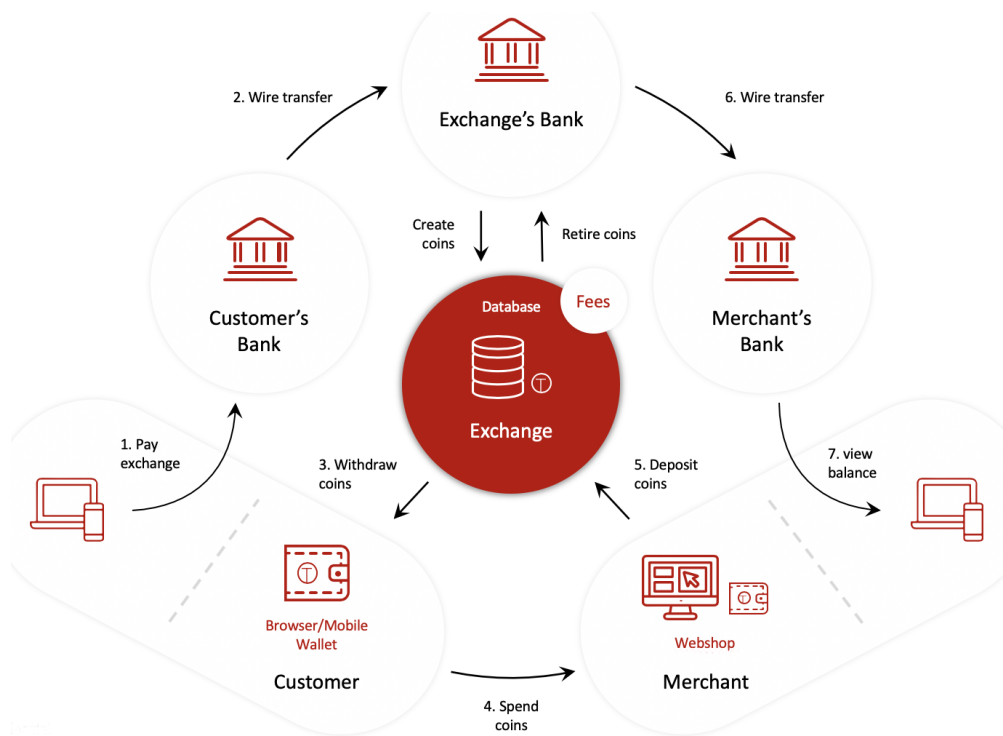 2. Wire transfer
6. Wire transfer
Exchange's Bank
Create
coins
Retire coins
Customer's
Bank
Database
Fees
Merchant's
Bank
Exchange
1. Pay
exchange
3. Withdraw
coins
5. Deposit
coins
7. view
balance
T
T
T
Browser/Mobile
Wallet
Webshop
Customer
Merchant
4. Spend
coins